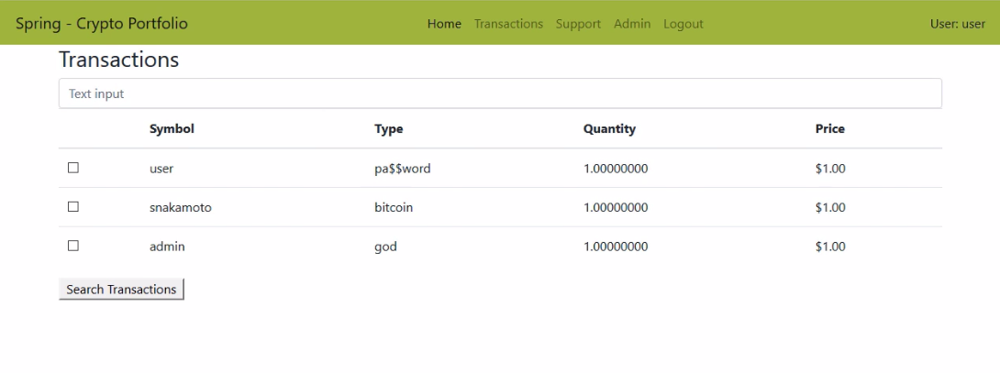 Spring - Crypto Portfolio Home Transactions Support Admin Logout User: user
Transactions
Text input
Symbol Type Quantity Price
user pa$$word 1.00000000 $1.00
snakamoto bitcoin 1.00000000 $1.00
admin god 1.00000000 $1.00
Search Transactions